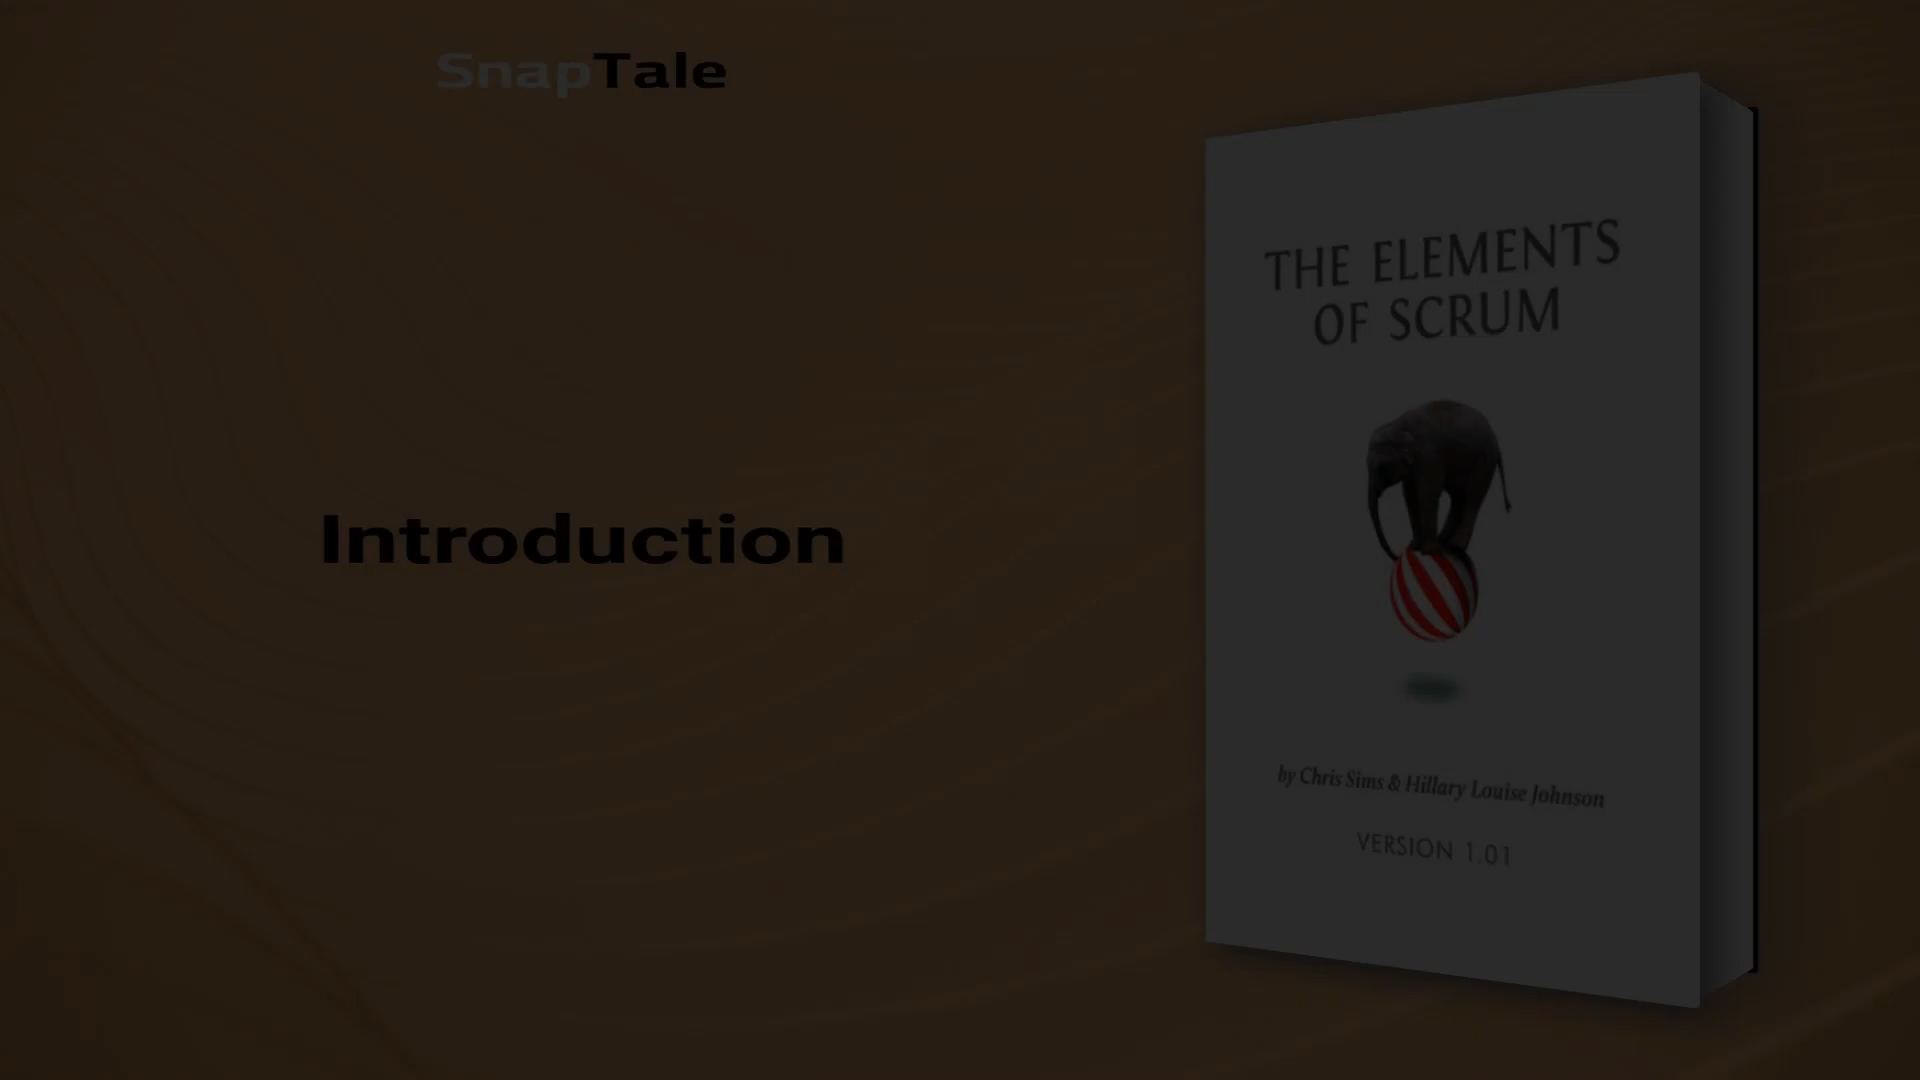 SnapTale
Introduction
THE ELEMENTS
OF SCRUM
by Chris Sims & Hillary Louise Johnson
VERSION 1.01